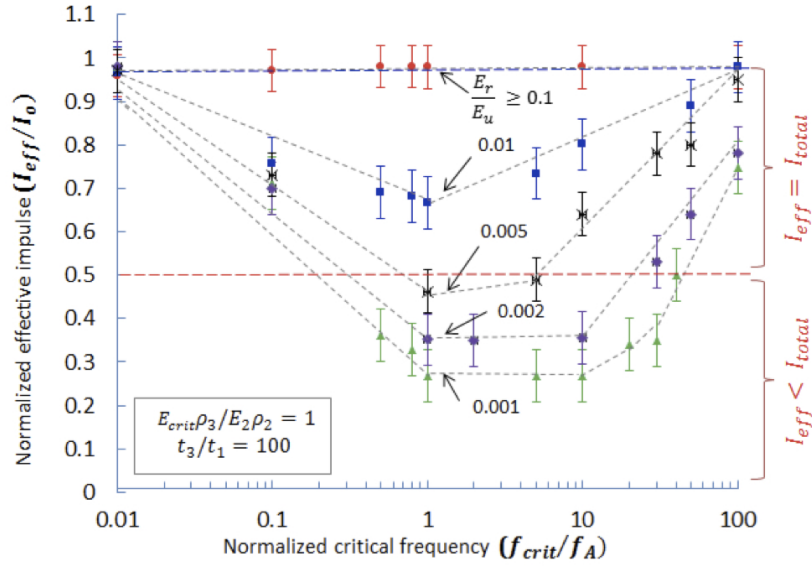 Normalized effective impulse (I_eff/I_o)
1.1
1
0.9
0.8
0.7
0.6
0.5
0.4
0.3
0.2
0.1
0
E_r/E_u ≥ 0.1
0.01
0.005
0.002
0.001
E_crit ρ_3/E_2 ρ_2 = 1
t_3/t_1 = 100
I_eff = I_total
I_eff < I_total
0.01 0.1 1 10 100
Normalized critical frequency (f_crit/f_A)